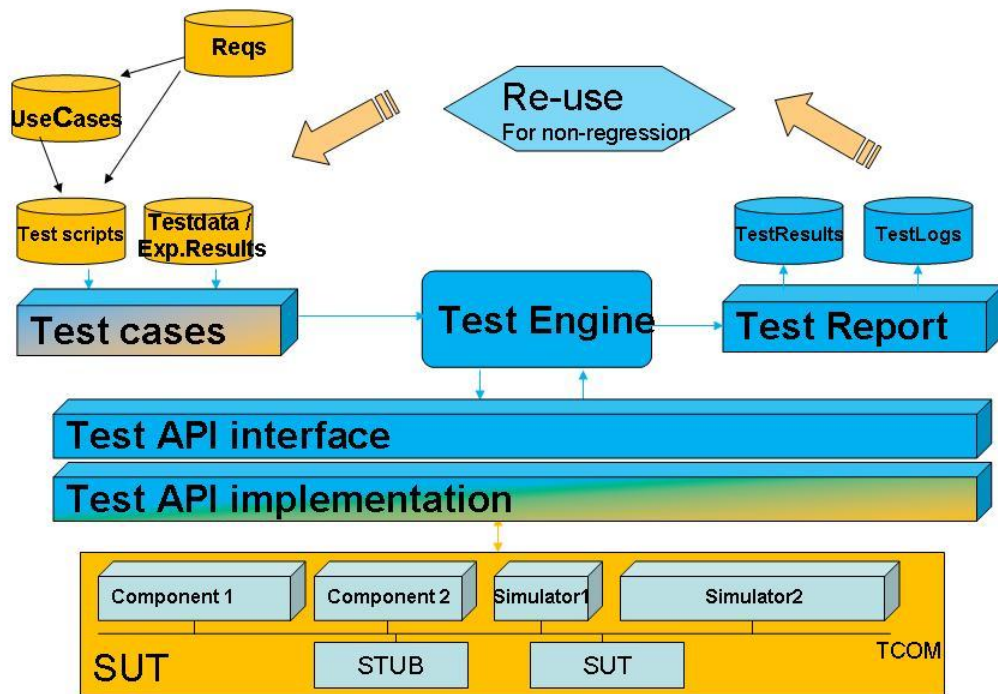 Reqs
UseCases
Re-use
For non-regression
Test scripts
Testdata /
Exp.Results
TestResults
TestLogs
Test cases
Test Engine
Test Report
Test API interface
Test API implementation
Component 1
Component 2
Simulator1
Simulator2
TCOM
SUT
STUB
SUT